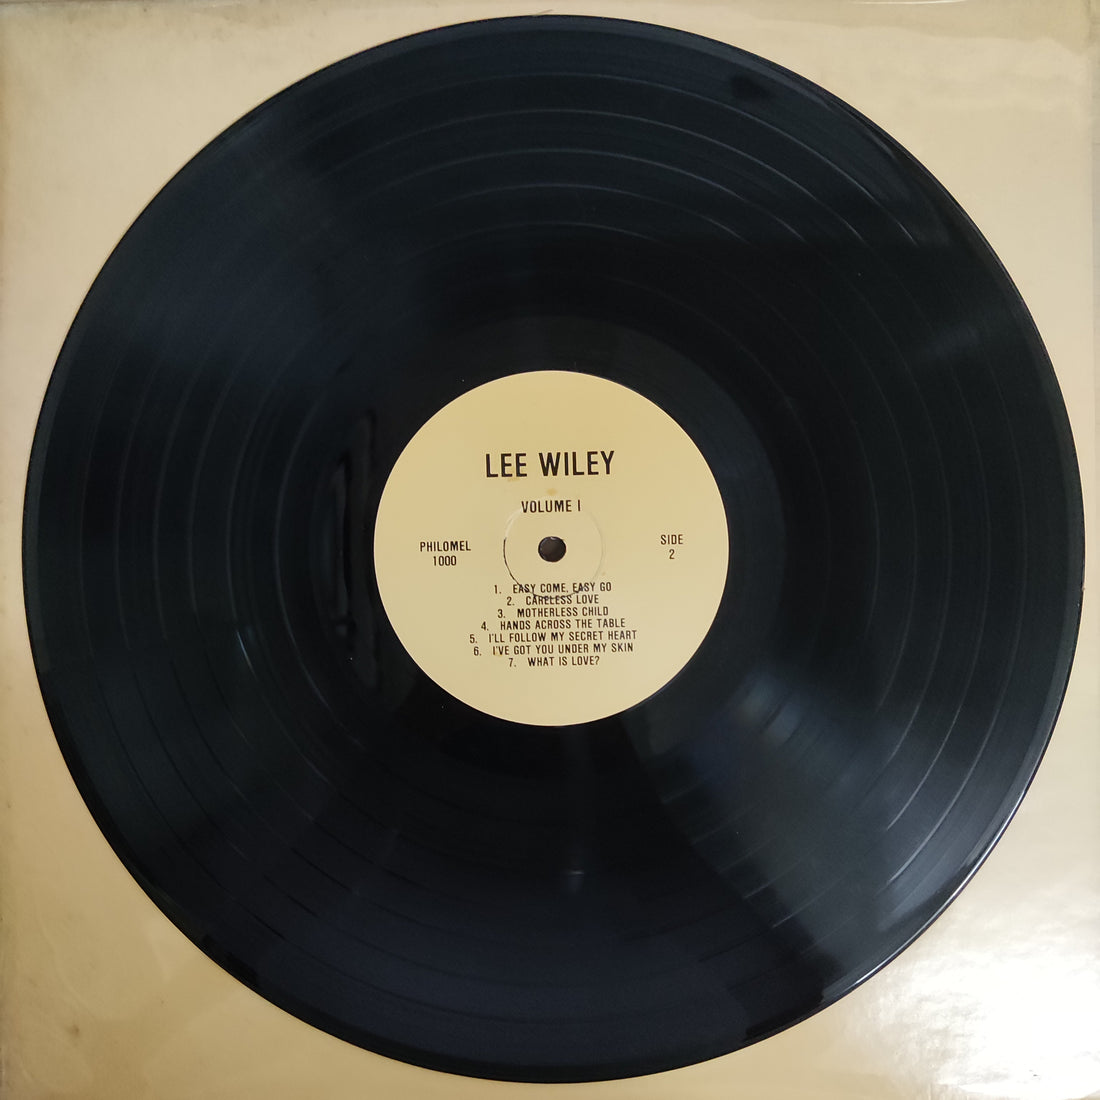 LEE WILEY
VOLUME I
PHILOMEL
1000
SIDE
2
1. EASY COME, EASY GO
2. CARELESS LOVE
3. MOTHERLESS CHILD
4. HANDS ACROSS THE TABLE
5. I'LL FOLLOW MY SECRET HEART
6. I'VE GOT YOU UNDER MY SKIN
7. WHAT IS LOVE?